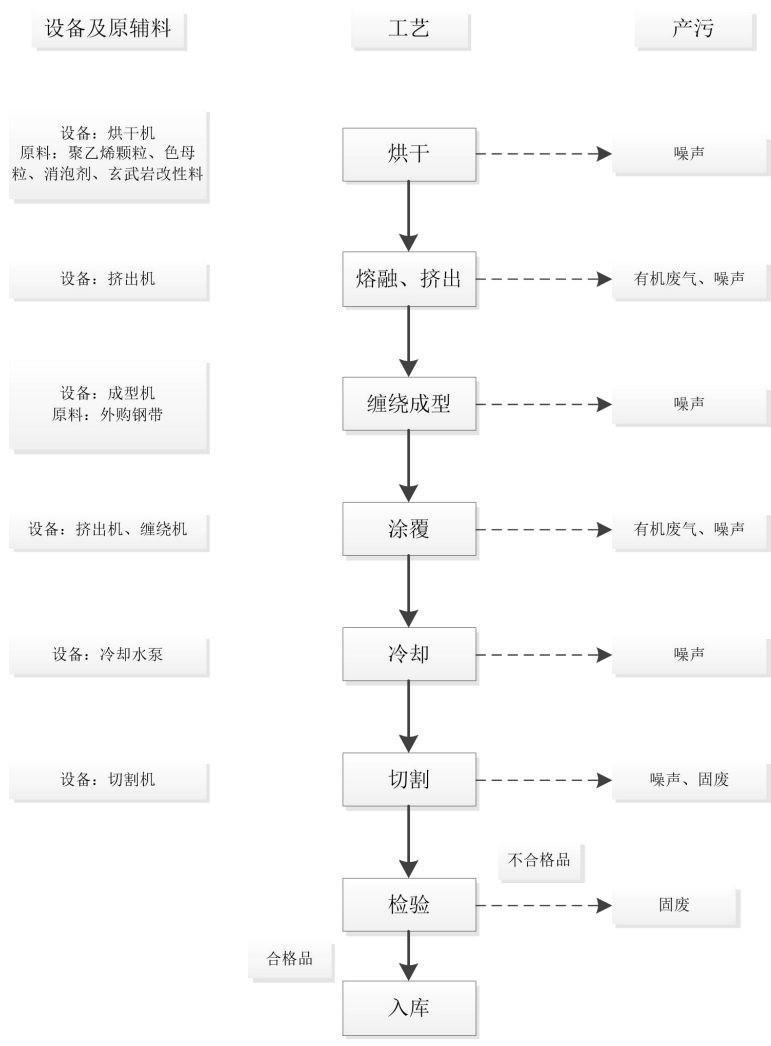 设备及原辅料
工艺
产污
设备：烘干机
原料：聚乙烯颗粒、色母
粒、消泡剂、玄武岩改性料
烘干
噪声
设备：挤出机
熔融、挤出
有机废气、噪声
设备：成型机
原料：外购钢带
缠绕成型
噪声
设备：挤出机、缠绕机
涂覆
有机废气、噪声
设备：冷却水泵
冷却
噪声
设备：切割机
切割
噪声、固废
不合格品
检验
固废
合格品
入库